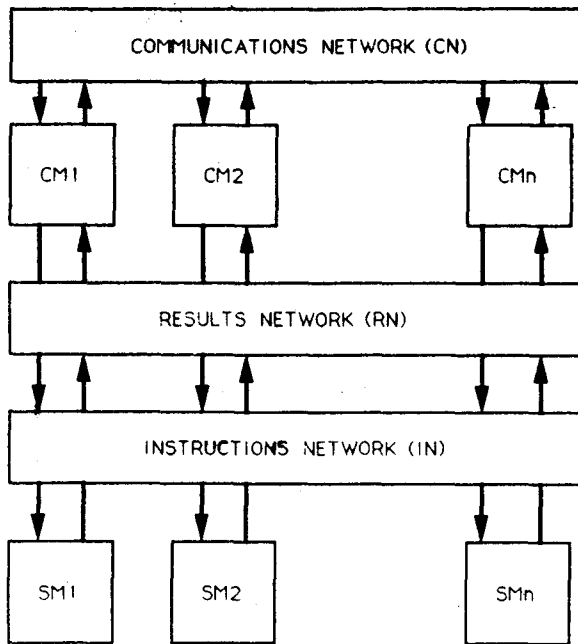 COMMUNICATIONS NETWORK (CN)
CM1 CM2 CMn
RESULTS NETWORK (RN)
INSTRUCTIONS NETWORK (IN)
SM1 SM2 SMn